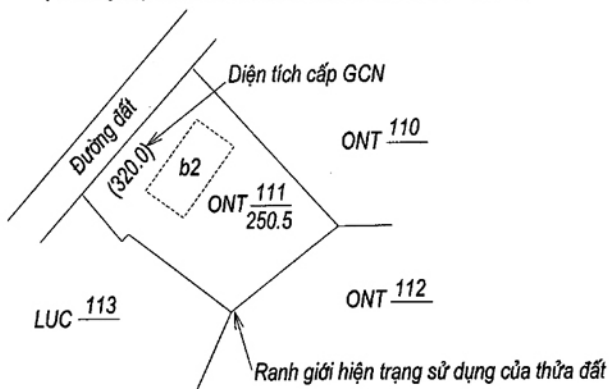 Diện tích cấp GCN
Đường đất
(320.0)
b2
ONT 110
ONT 111
250.5
LUC 113
ONT 112
Ranh giới hiện trạng sử dụng của thửa đất